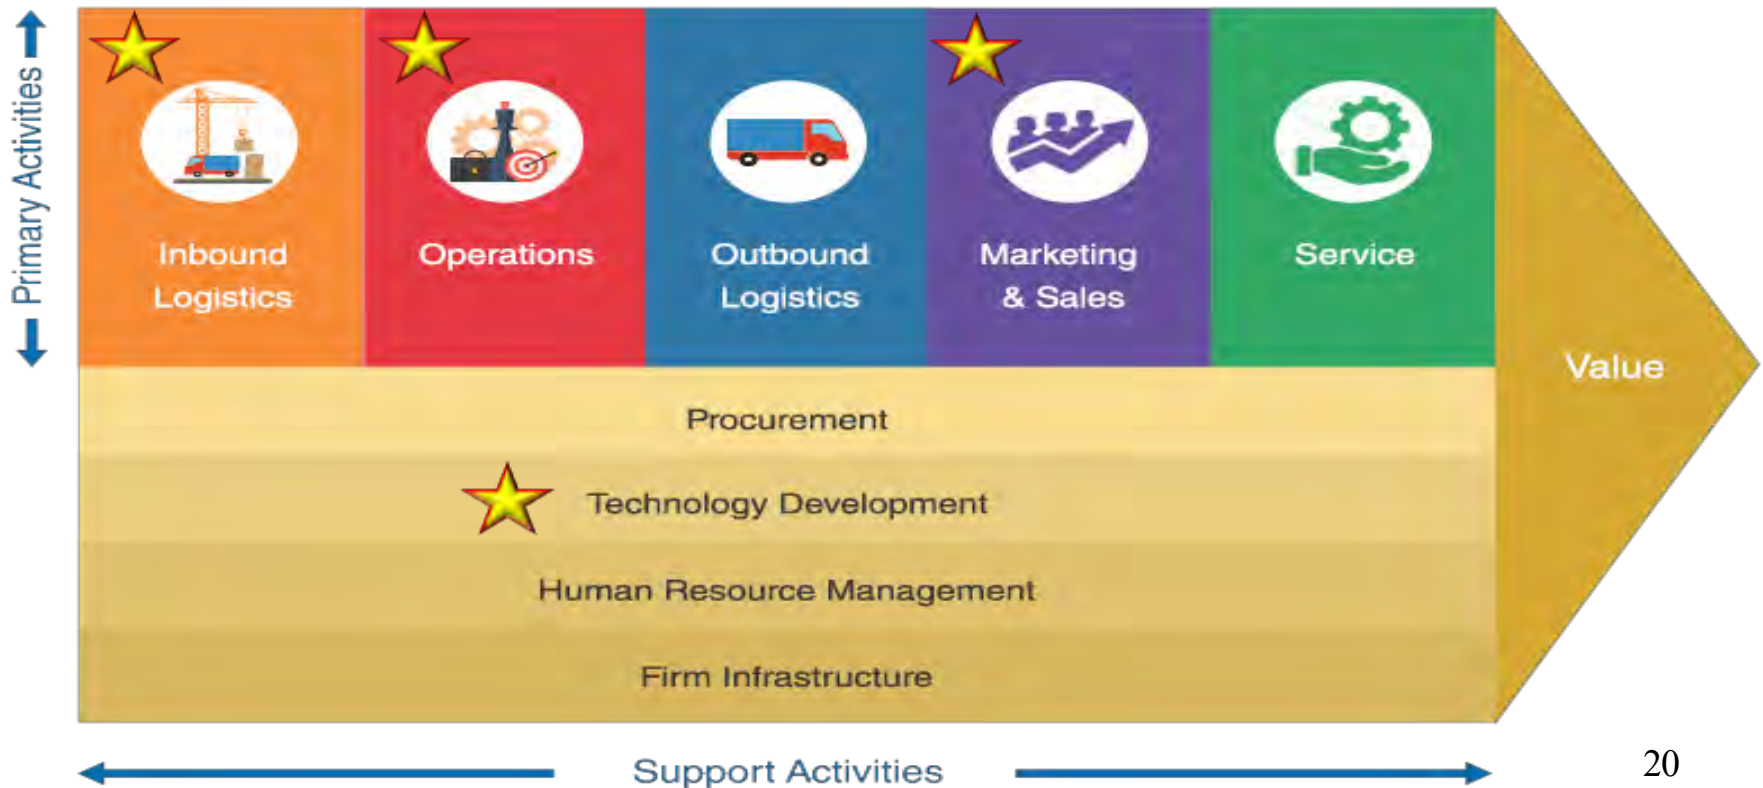 Primary Activities
Inbound
Logistics
Operations
Outbound
Logistics
Marketing
& Sales
Service
Value
Procurement
Technology Development
Human Resource Management
Firm Infrastructure
Support Activities
20